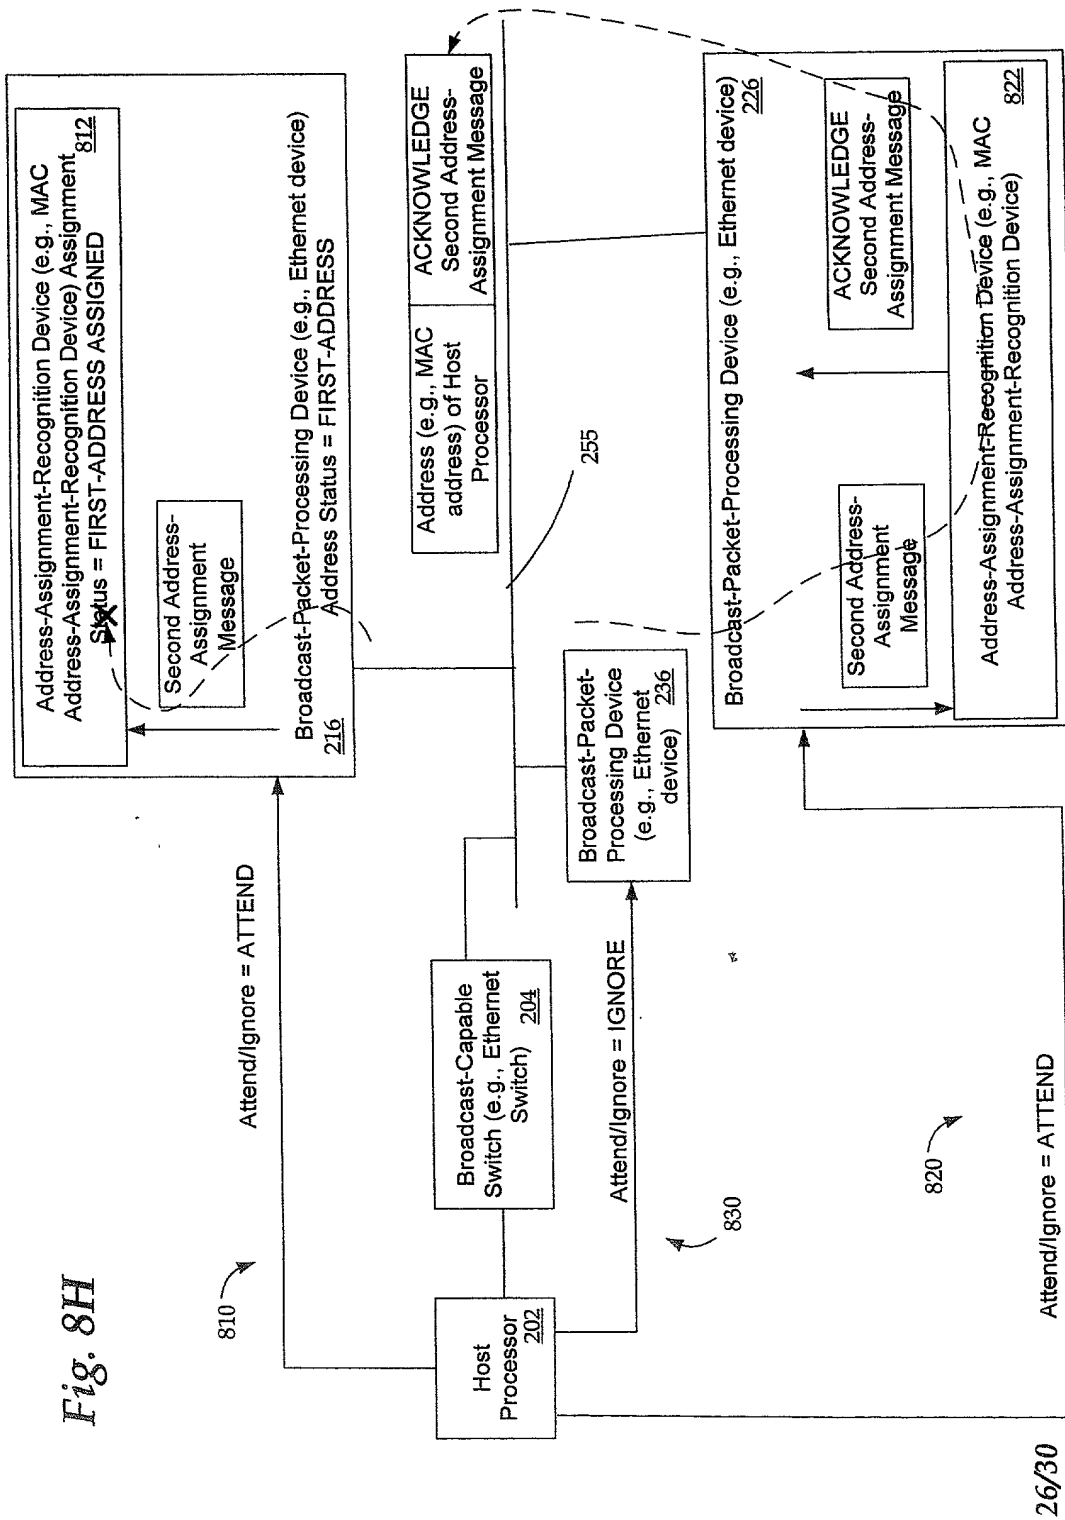 Fig. 8H
810
Attend/Ignore = ATTEND
Address-Assignment-Recognition Device (e.g., MAC
Address-Assignment-Recognition Device) Assignment
Status = FIRST-ADDRESS ASSIGNED
812
Second Address-
Assignment
Message
Broadcast-Packet-Processing Device (e.g., Ethernet device)
216
Address Status = FIRST-ADDRESS
Host
Processor
202
Broadcast-Capable
Switch (e.g., Ethernet
Switch)
204
Address (e.g., MAC
address) of Host
Processor
ACKNOWLEDGE
Second Address-
Assignment Message
255
Attend/Ignore = IGNORE
830
Broadcast-Packet-
Processing Device
(e.g., Ethernet
device)
236
Broadcast-Packet-Processing Device (e.g., Ethernet device)
226
Second Address-
Assignment
Message
ACKNOWLEDGE
Second Address-
Assignment Message
Address-Assignment-Recognition Device (e.g., MAC
Address-Assignment-Recognition Device)
822
820
Attend/Ignore = ATTEND
26/30